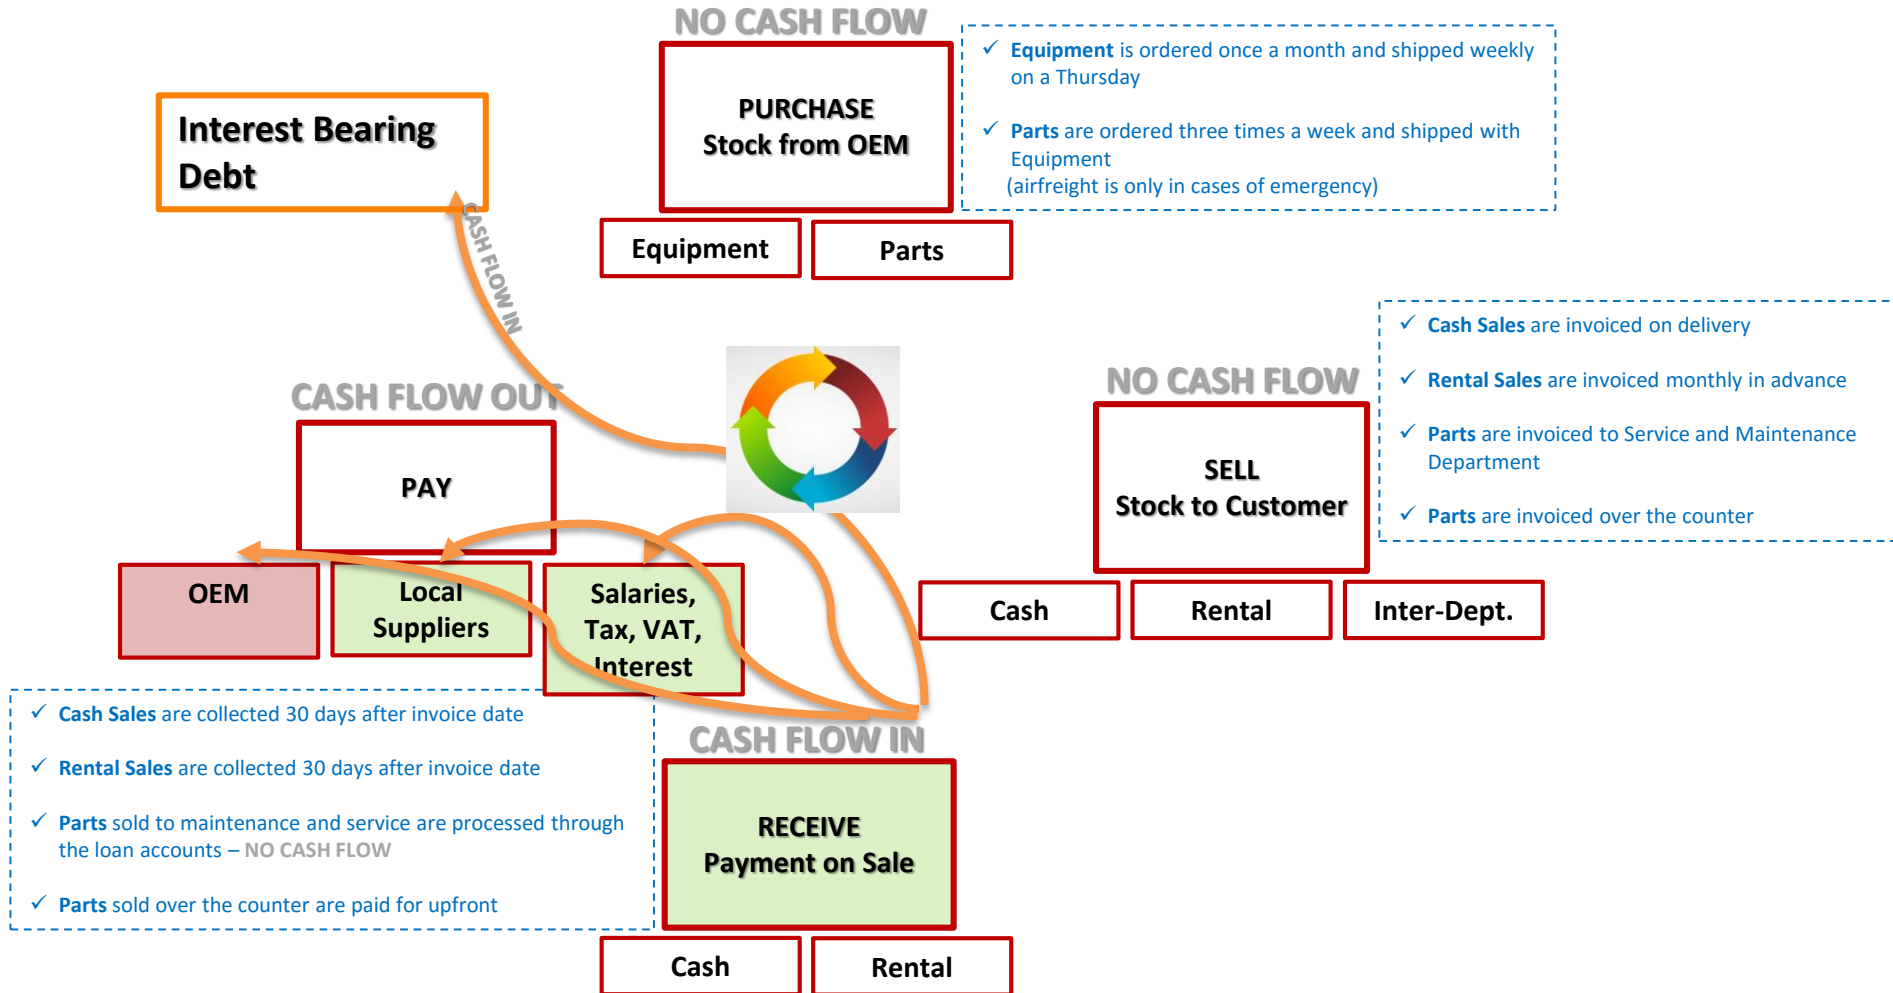 NO CASH FLOW
PURCHASE
Stock from OEM
Equipment
Parts
✓ Equipment is ordered once a month and shipped weekly
on a Thursday
✓ Parts are ordered three times a week and shipped with
Equipment
(airfreight is only in cases of emergency)
Interest Bearing
Debt
CASH FLOW IN
NO CASH FLOW
SELL
Stock to Customer
Cash
Rental
Inter-Dept.
✓ Cash Sales are invoiced on delivery
✓ Rental Sales are invoiced monthly in advance
✓ Parts are invoiced to Service and Maintenance
Department
✓ Parts are invoiced over the counter
CASH FLOW OUT
PAY
OEM
Local
Suppliers
Salaries,
Tax, VAT,
Interest
✓ Cash Sales are collected 30 days after invoice date
✓ Rental Sales are collected 30 days after invoice date
✓ Parts sold to maintenance and service are processed through
the loan accounts – NO CASH FLOW
✓ Parts sold over the counter are paid for upfront
CASH FLOW IN
RECEIVE
Payment on Sale
Cash
Rental